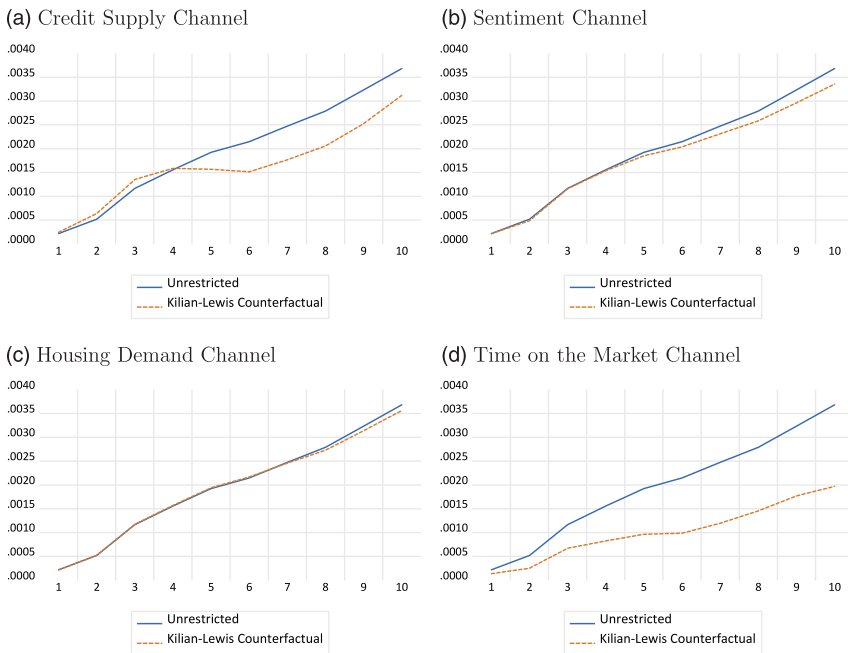 (a) Credit Supply Channel
.0040
.0035
.0030
.0025
.0020
.0015
.0010
.0005
.0000
1 2 3 4 5 6 7 8 9 10
Unrestricted
Kilian-Lewis Counterfactual
(b) Sentiment Channel
.0040
.0035
.0030
.0025
.0020
.0015
.0010
.0005
.0000
1 2 3 4 5 6 7 8 9 10
Unrestricted
Kilian-Lewis Counterfactual
(c) Housing Demand Channel
.0040
.0035
.0030
.0025
.0020
.0015
.0010
.0005
.0000
1 2 3 4 5 6 7 8 9 10
Unrestricted
Kilian-Lewis Counterfactual
(d) Time on the Market Channel
.0040
.0035
.0030
.0025
.0020
.0015
.0010
.0005
.0000
1 2 3 4 5 6 7 8 9 10
Unrestricted
Kilian-Lewis Counterfactual